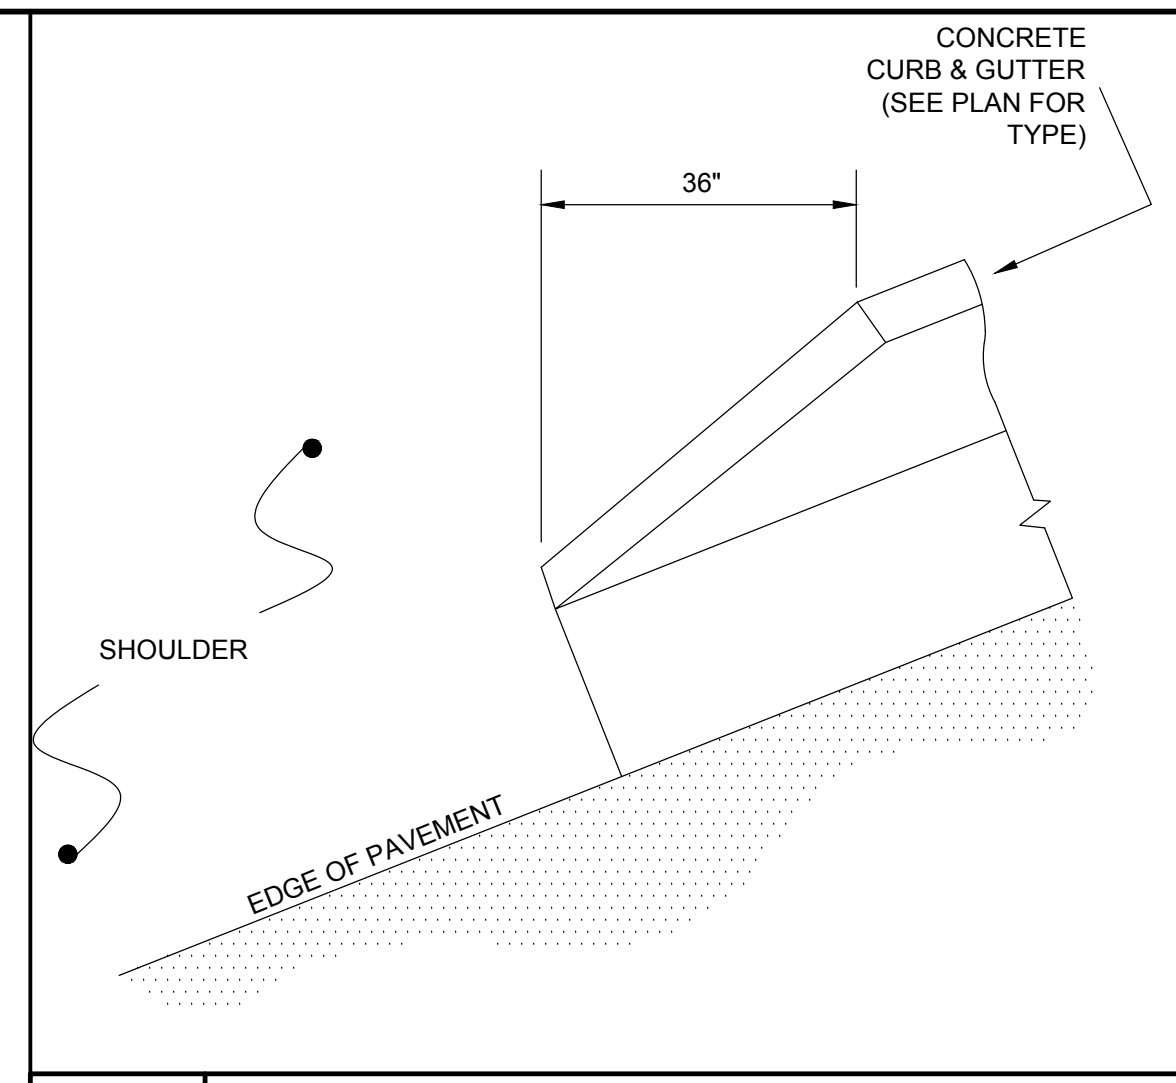 CONCRETE
CURB & GUTTER
(SEE PLAN FOR
TYPE)
36"
SHOULDER
EDGE OF PAVEMENT